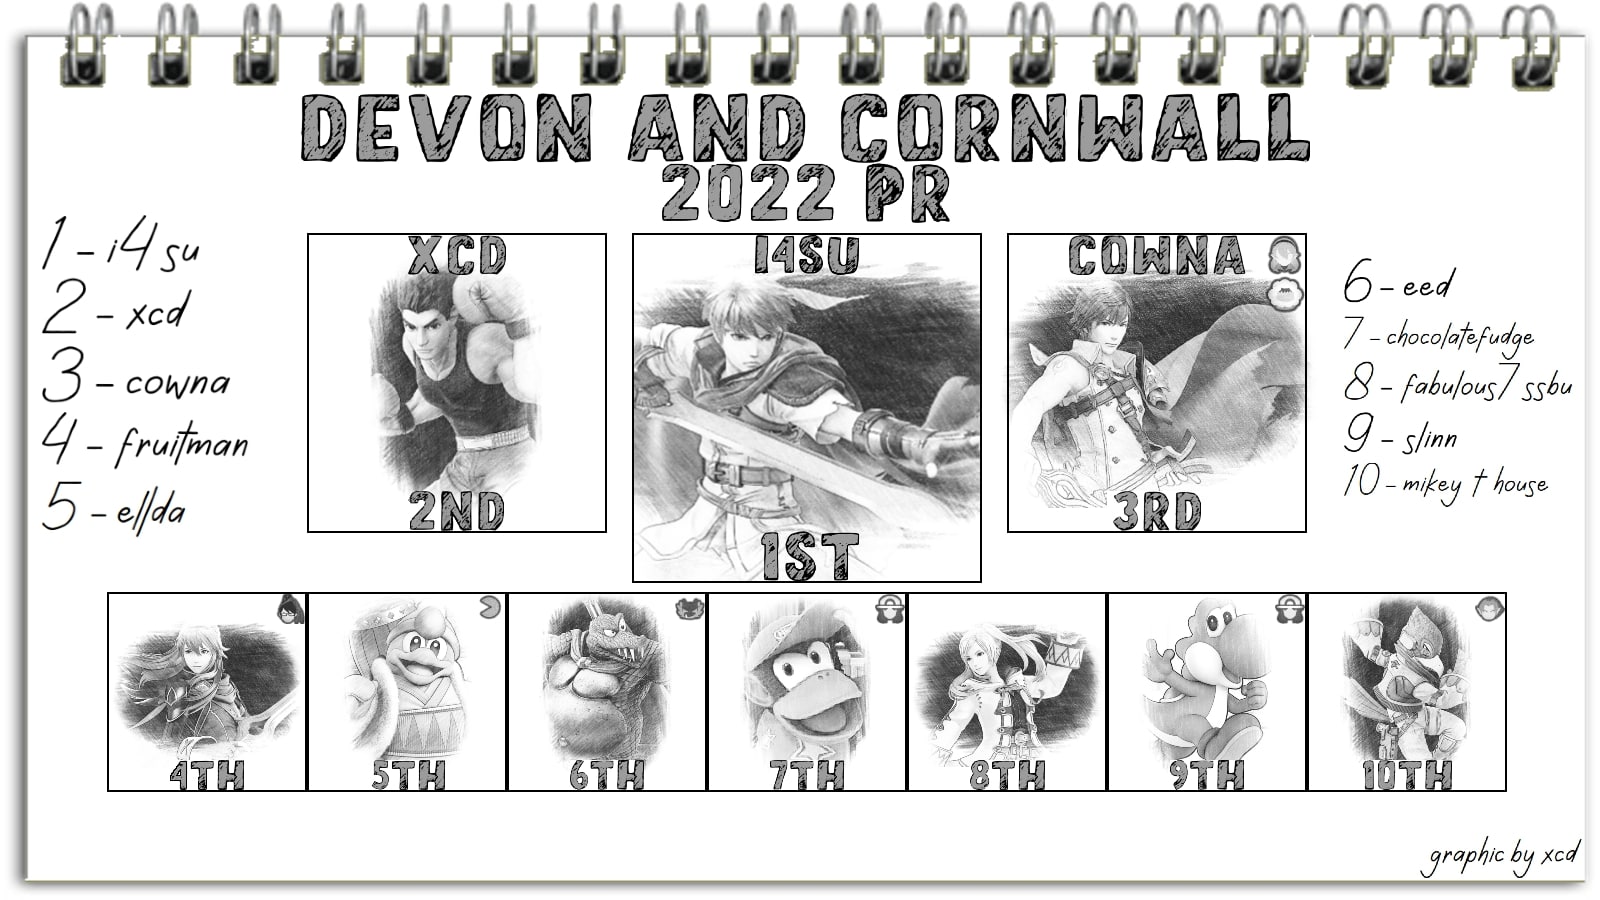 DEVON AND CORNWALL
2022 PR
1 - i4su
2 - xcd
3 - cowna
4 - fruitman
5 - ellda
XCD
2ND
I4SU
1ST
COWNA
3RD
6 - eed
7 - chocolatefudge
8 - fabulous7ssbu
9 - slinn
10 - mikey t house
4TH
5TH
6TH
7TH
8TH
9TH
10TH
graphic by xcd